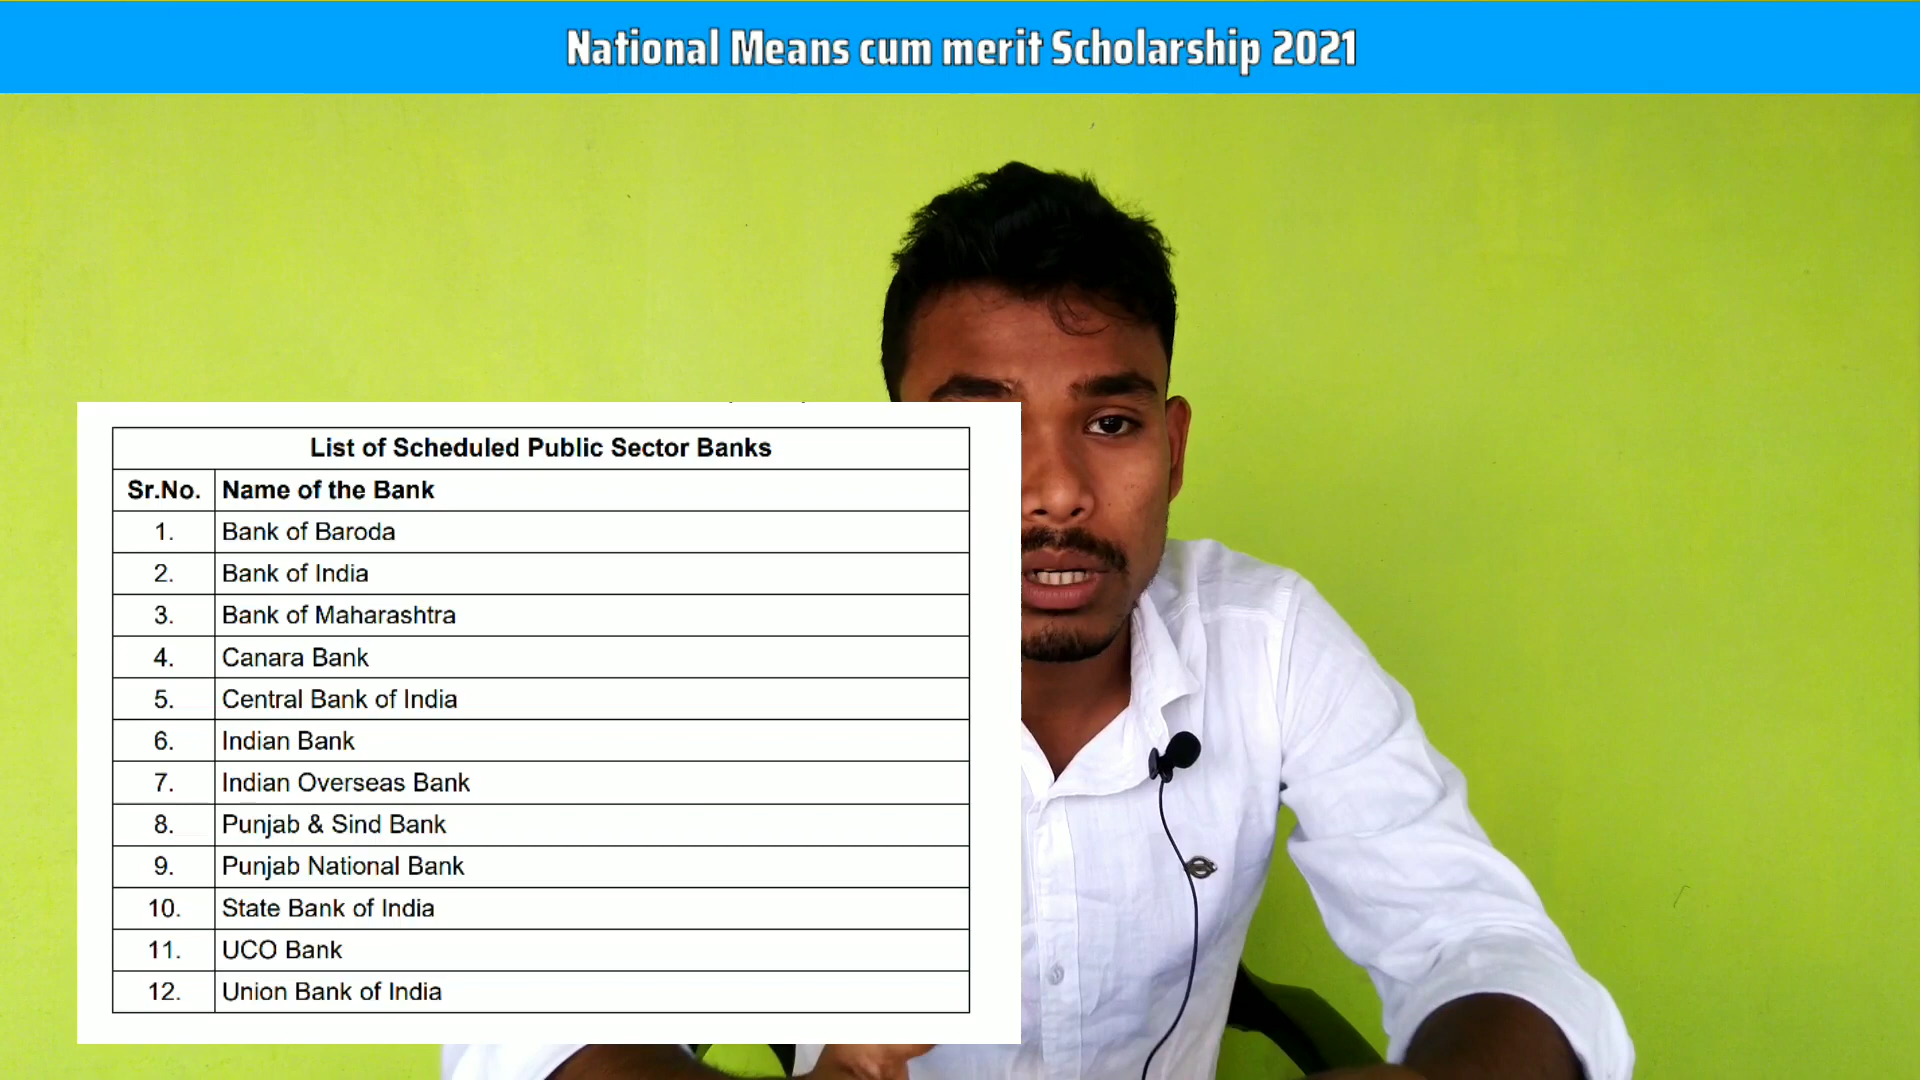 National Means cum merit Scholarship 2021
List of Scheduled Public Sector Banks
Sr.No. Name of the Bank
1. Bank of Baroda
2. Bank of India
3. Bank of Maharashtra
4. Canara Bank
5. Central Bank of India
6. Indian Bank
7. Indian Overseas Bank
8. Punjab & Sind Bank
9. Punjab National Bank
10. State Bank of India
11. UCO Bank
12. Union Bank of India